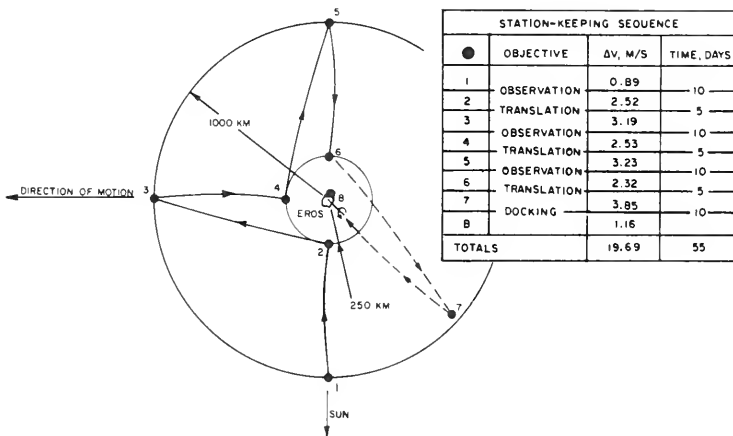 5
1000 KM
6
DIRECTION OF MOTION
3
4
8
EROS
2
250 KM
7
1
SUN
STATION-KEEPING SEQUENCE
OBJECTIVE ΔV, M/S TIME, DAYS
1 0.89
OBSERVATION 10
2 2.52
TRANSLATION 5
3 3.19
OBSERVATION 10
4 2.53
TRANSLATION 5
5 3.23
OBSERVATION 10
6 2.32
TRANSLATION 5
7 3.85
DOCKING 10
8 1.16
TOTALS 19.69 55